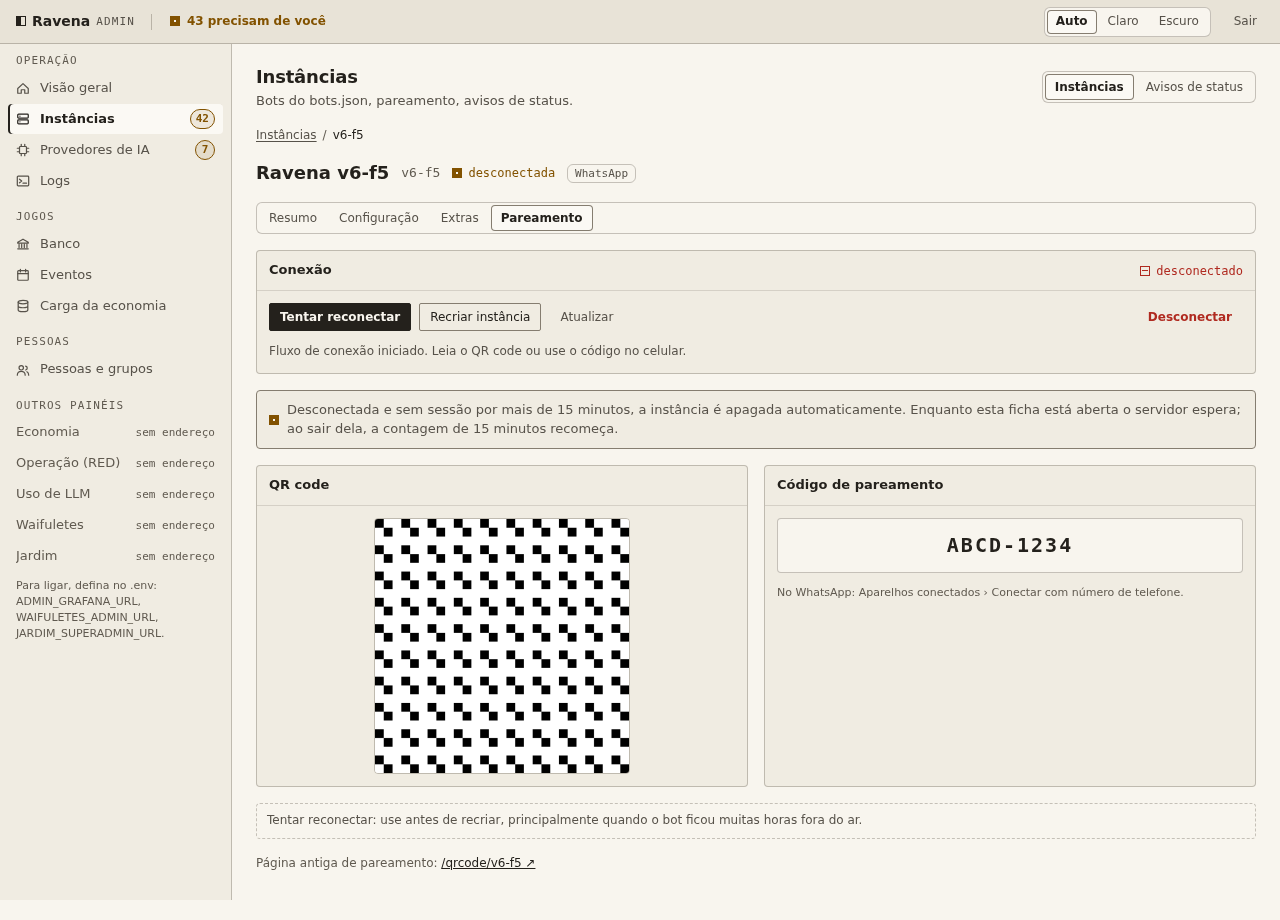 Ravena ADMIN
43 precisam de você
Auto Claro Escuro Sair
OPERAÇÃO
Visão geral
Instâncias 42
Provedores de IA 7
Logs
JOGOS
Banco
Eventos
Carga da economia
PESSOAS
Pessoas e grupos
OUTROS PAINÉIS
Economia sem endereço
Operação (RED) sem endereço
Uso de LLM sem endereço
Waifuletes sem endereço
Jardim sem endereço
Para ligar, defina no .env:
ADMIN_GRAFANA_URL,
WAIFULETES_ADMIN_URL,
JARDIM_SUPERADMIN_URL.
Instâncias
Bots do bots.json, pareamento, avisos de status.
Instâncias Avisos de status
Instâncias / v6-f5
Ravena v6-f5 v6-f5 desconectada WhatsApp
Resumo Configuração Extras Pareamento
Conexão desconectado
Tentar reconectar Recriar instância Atualizar Desconectar
Fluxo de conexão iniciado. Leia o QR code ou use o código no celular.
Desconectada e sem sessão por mais de 15 minutos, a instância é apagada automaticamente. Enquanto esta ficha está aberta o servidor espera;
ao sair dela, a contagem de 15 minutos recomeça.
QR code
Código de pareamento
ABCD-1234
No WhatsApp: Aparelhos conectados › Conectar com número de telefone.
Tentar reconectar: use antes de recriar, principalmente quando o bot ficou muitas horas fora do ar.
Página antiga de pareamento: /qrcode/v6-f5 ↗